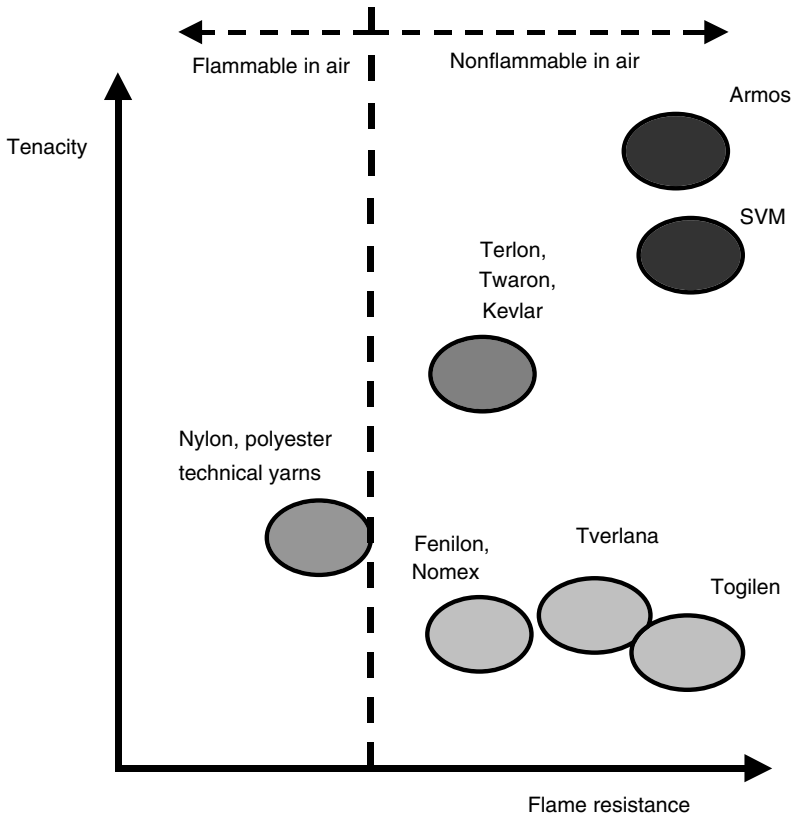 Flammable in air
Nonflammable in air
Armos
Tenacity
SVM
Terlon,
Twaron,
Kevlar
Nylon, polyester
technical yarns
Fenilon,
Nomex
Tverlana
Togilen
Flame resistance